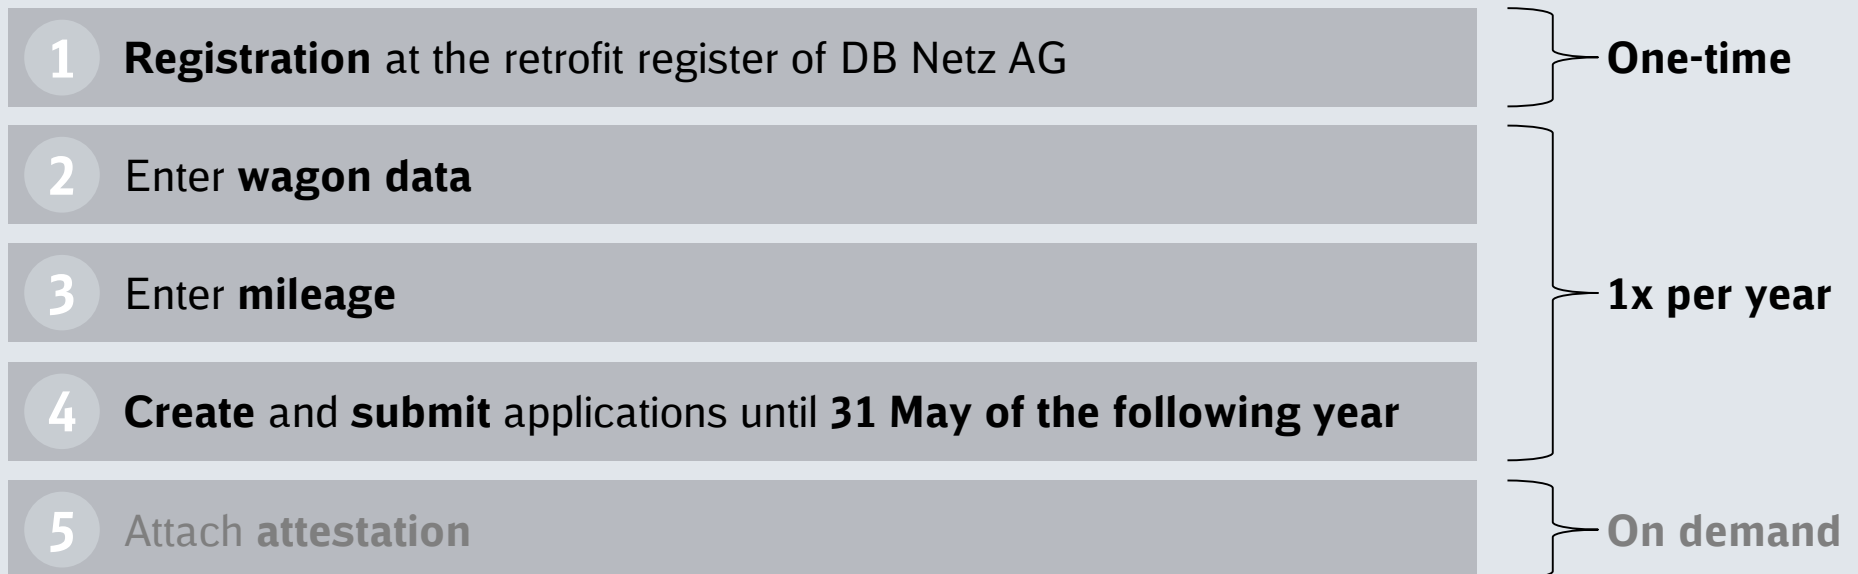 1 Registration at the retrofit register of DB Netz AG One-time
2 Enter wagon data
3 Enter mileage 1x per year
4 Create and submit applications until 31 May of the following year
5 Attach attestation On demand